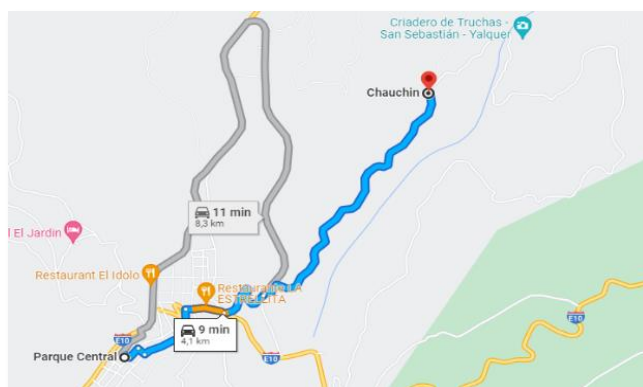 Criadero de Truchas -
San Sebastián - Yalquer
Chauchin
11 min
8,3 km
l El Jardin
Restaurant El Idolo
Restaurante LA
ESTRELLITA
9 min
4,1 km
E10
Parque Central
E10
E10